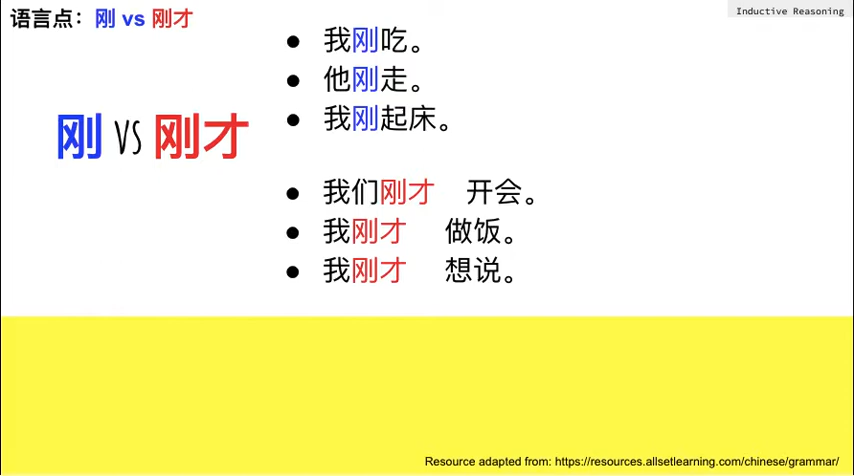 语言点：刚 vs 刚才
Inductive Reasoning
刚 VS 刚才
● 我刚吃。
● 他刚走。
● 我刚起床。
● 我们刚才 开会。
● 我刚才 做饭。
● 我刚才 想说。
Resource adapted from: https://resources.allsetlearning.com/chinese/grammar/